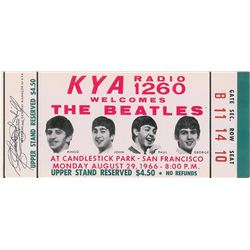 UPPER STAND RESERVED $4.50
KYA RADIO 1260
WELCOMES
THE BEATLES
RINGO JOHN PAUL GEORGE
AT CANDLESTICK PARK - SAN FRANCISCO
MONDAY AUGUST 29, 1966 - 8:00 P.M.
UPPER STAND RESERVED $4.50 • NO REFUNDS
GATE SEC. ROW SEAT
B 11 14 10